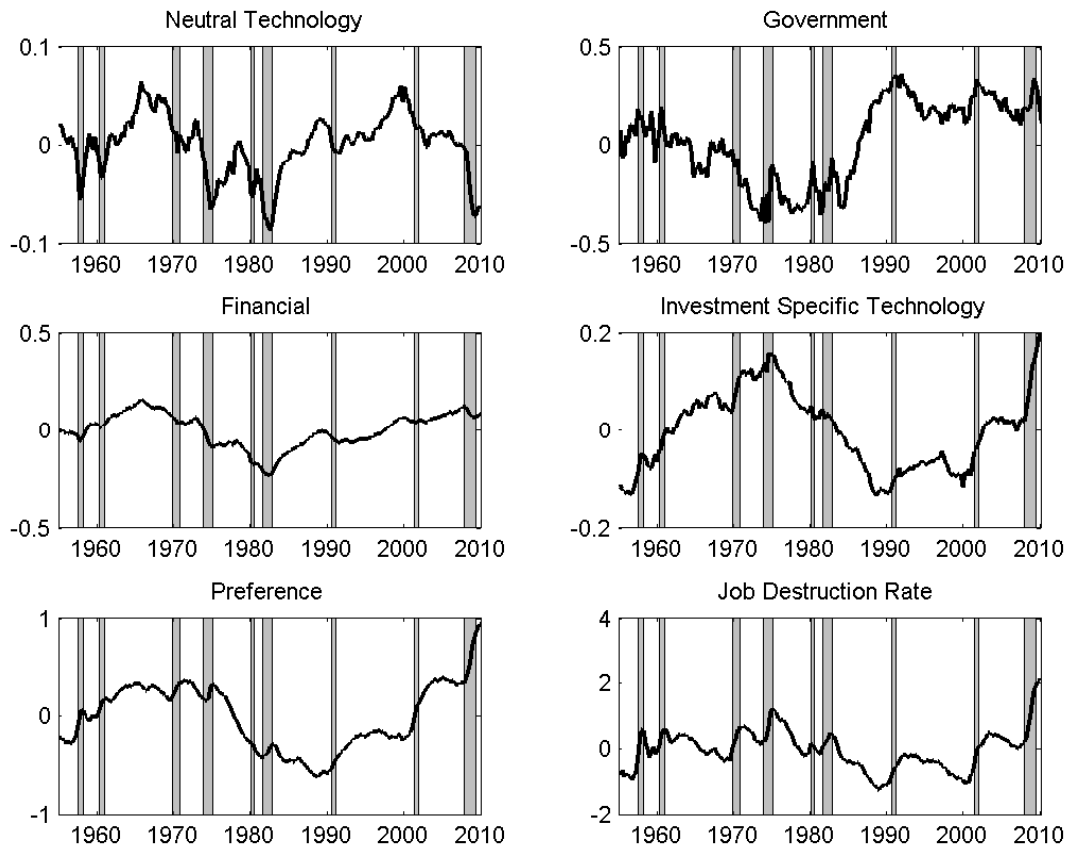 Neutral Technology
0.1
0
-0.1
1960 1970 1980 1990 2000 2010
Government
0.5
0
-0.5
1960 1970 1980 1990 2000 2010
Financial
0.5
0
-0.5
1960 1970 1980 1990 2000 2010
Investment Specific Technology
0.2
0
-0.2
1960 1970 1980 1990 2000 2010
Preference
1
0
-1
1960 1970 1980 1990 2000 2010
Job Destruction Rate
4
2
0
-2
1960 1970 1980 1990 2000 2010